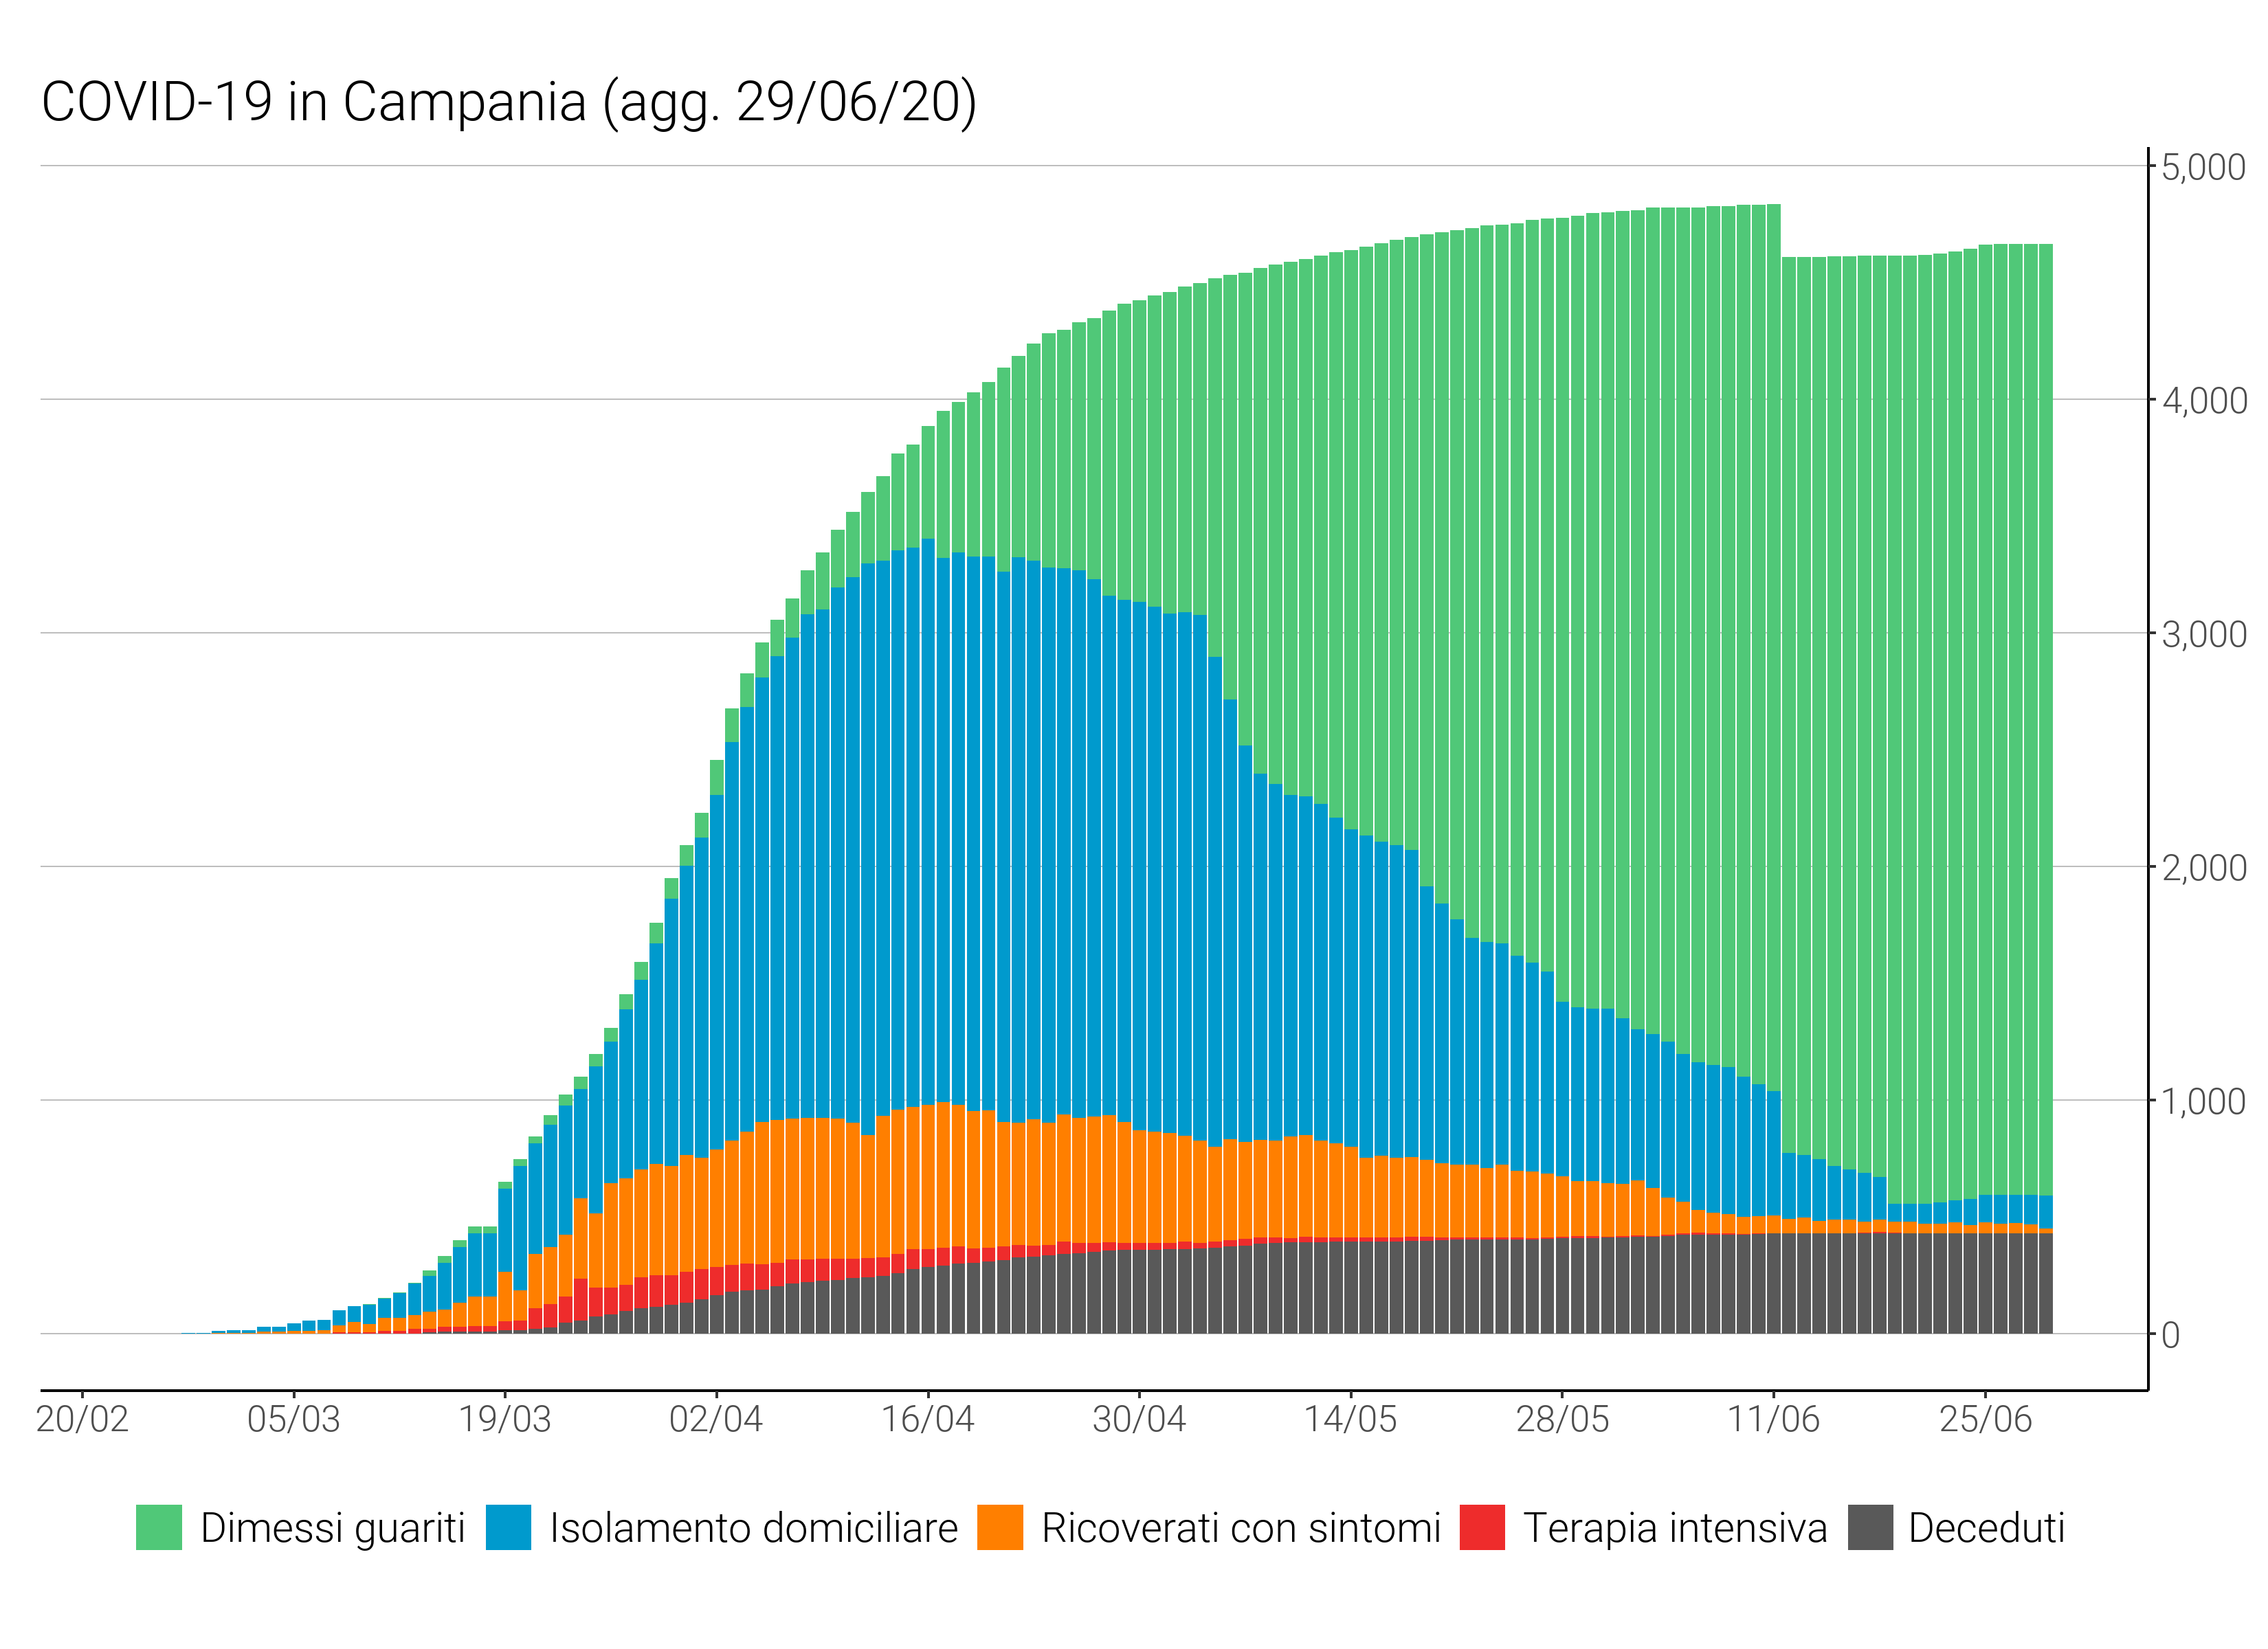 COVID-19 in Campania (agg. 29/06/20)
5,000
4,000
3,000
2,000
1,000
0
20/02 05/03 19/03 02/04 16/04 30/04 14/05 28/05 11/06 25/06
Dimessi guariti Isolamento domiciliare Ricoverati con sintomi Terapia intensiva Deceduti